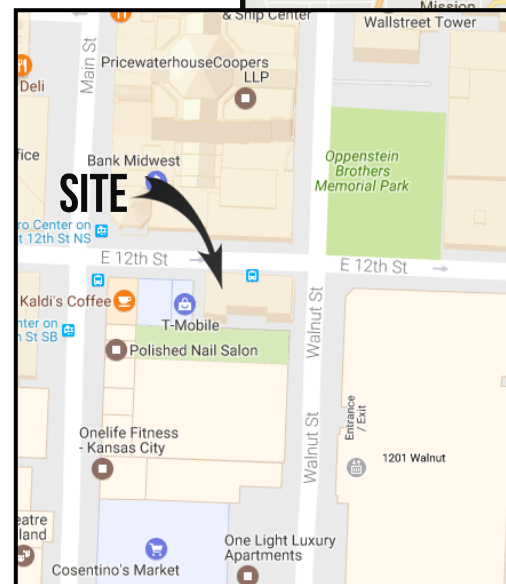 Mission
& Ship Center
Wallstreet Tower
Main St
PricewaterhouseCoopers
LLP
Deli
Bank Midwest
Oppenstein
Brothers
Memorial Park
SITE
ro Center on
t 12th St NS
E 12th St
E 12th St
Kaldi's Coffee
T-Mobile
nter on
h St SB
Polished Nail Salon
Walnut St
Entrance
/ Exit
Onelife Fitness
- Kansas City
Walnut St
1201 Walnut
eatre
land
Cosentino's Market
One Light Luxury
Apartments